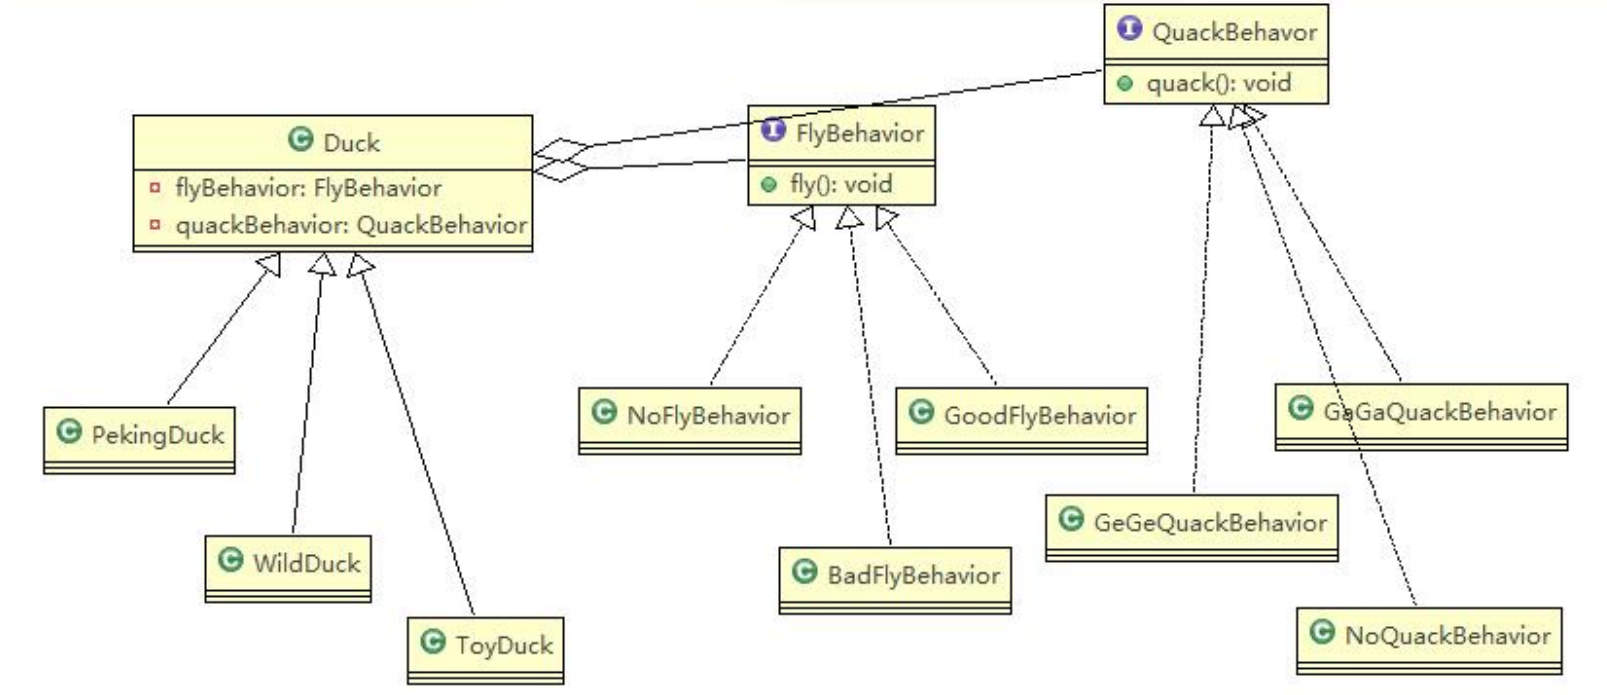 QuackBehavor
quack(): void
Duck
flyBehavior: FlyBehavior
quackBehavior: QuackBehavior
FlyBehavior
fly(): void
PekingDuck
WildDuck
ToyDuck
NoFlyBehavior
GoodFlyBehavior
BadFlyBehavior
GaGaQuackBehavior
GeGeQuackBehavior
NoQuackBehavior